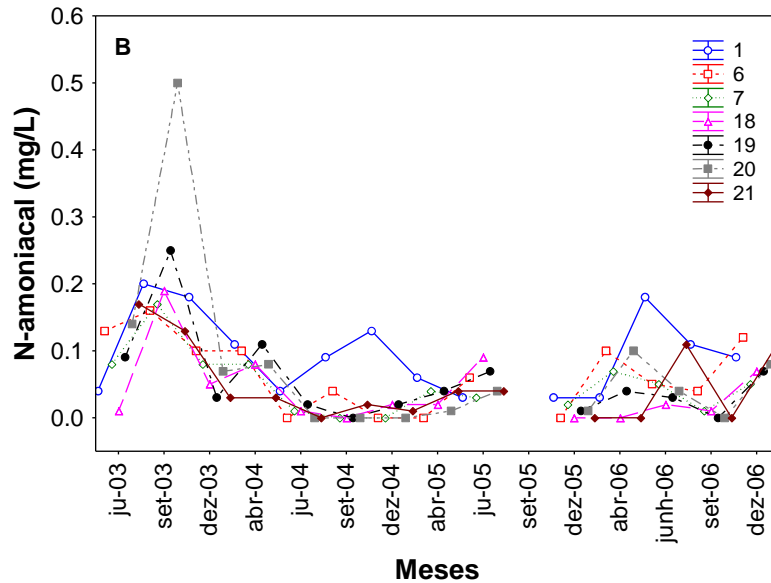 0.6
B
0.5
0.4
0.3
0.2
0.1
0.0
N-amoniacal (mg/L)
1
6
7
18
19
20
21
ju-03
set-03
dez-03
abr-04
ju-04
set-04
dez-04
abr-05
ju-05
set-05
dez-05
abr-06
junh-06
set-06
dez-06
Meses